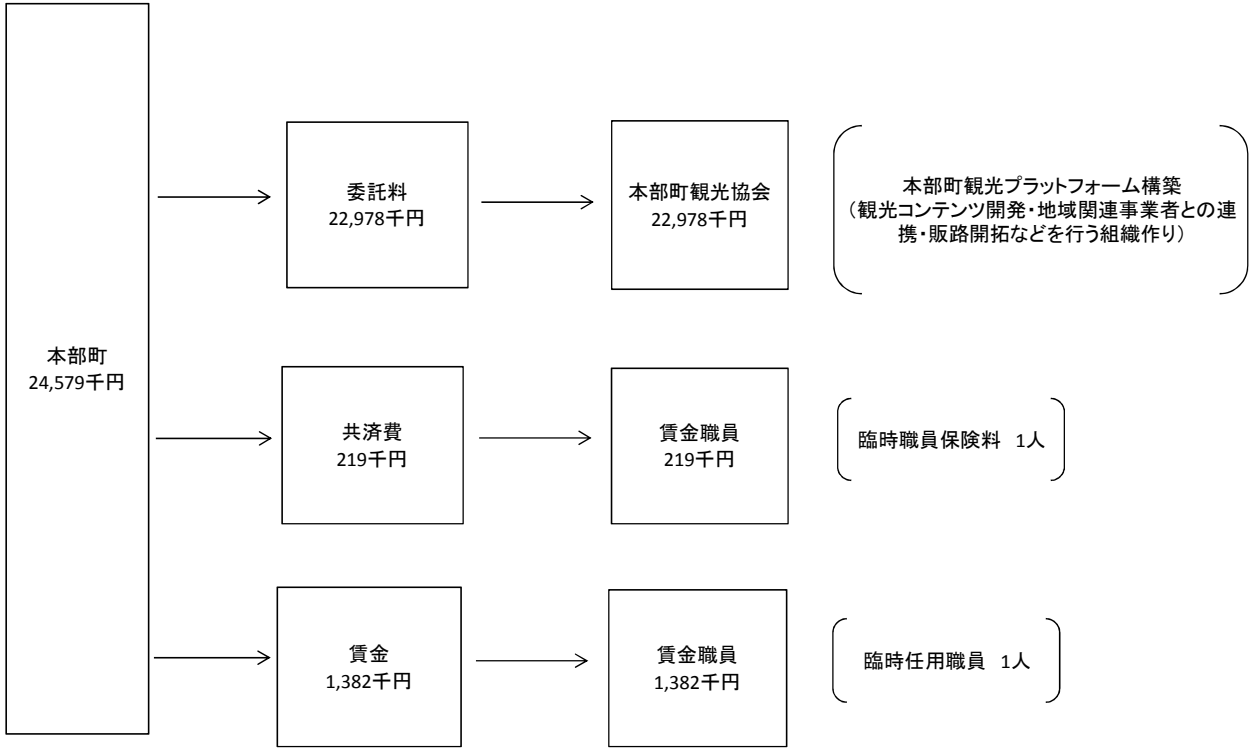 本部町
24,579千円
委託料
22,978千円
本部町観光協会
22,978千円
本部町観光プラットフォーム構築
（観光コンテンツ開発・地域関連事業者との連
携・販路開拓などを行う組織作り）
共済費
219千円
賃金職員
219千円
臨時職員保険料　1人
賃金
1,382千円
賃金職員
1,382千円
臨時任用職員　1人